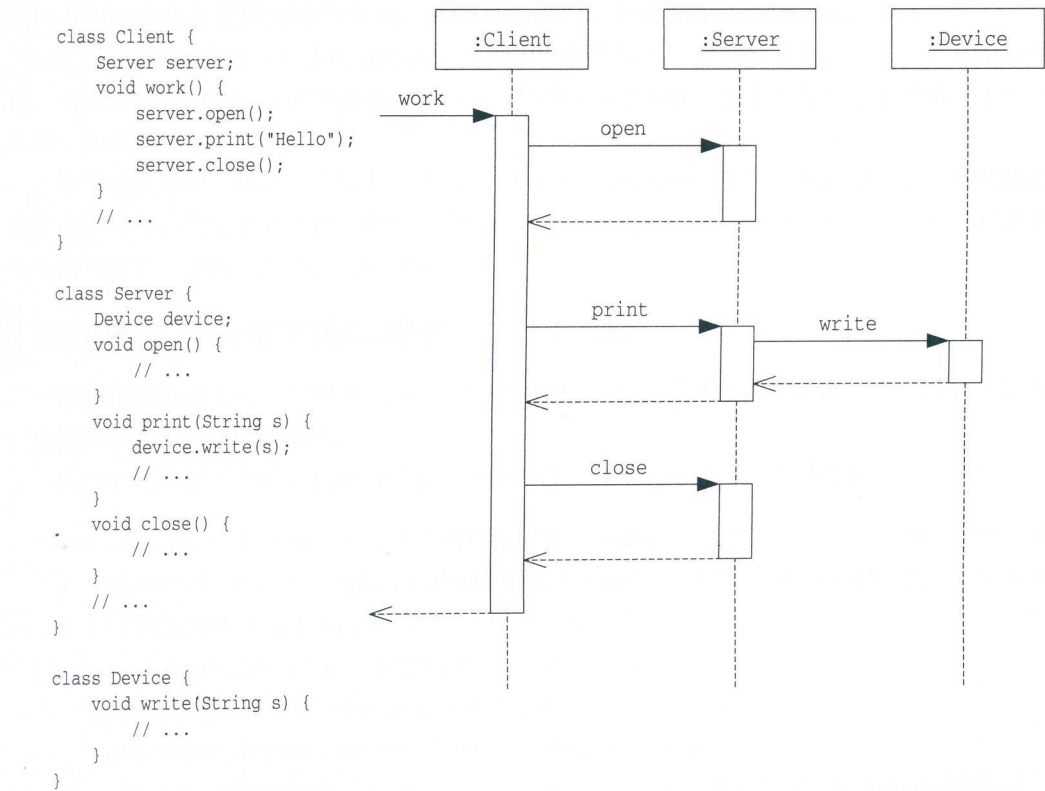 class Client {
    Server server;
    void work() {
        server.open();
        server.print("Hello");
        server.close();
    }
    // ...
}
class Server {
    Device device;
    void open() {
        // ...
    }
    void print(String s) {
        device.write(s);
        // ...
    }
    void close() {
        // ...
    }
    // ...
}
class Device {
    void write(String s) {
        // ...
    }
}
:Client
:Server
:Device
work
open
print
write
close